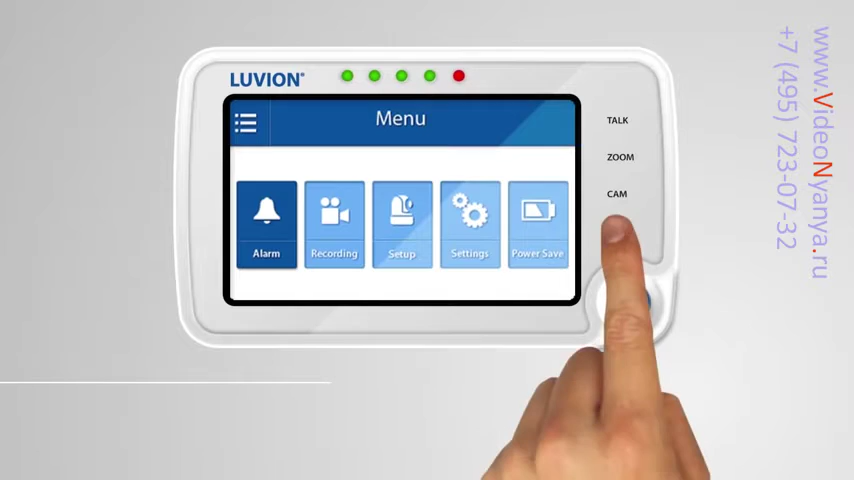 LUVION®
Menu
Alarm
Recording
Setup
Settings
Power Save
TALK
ZOOM
CAM
www.VideoNyanya.ru
+7 (495) 723-07-32